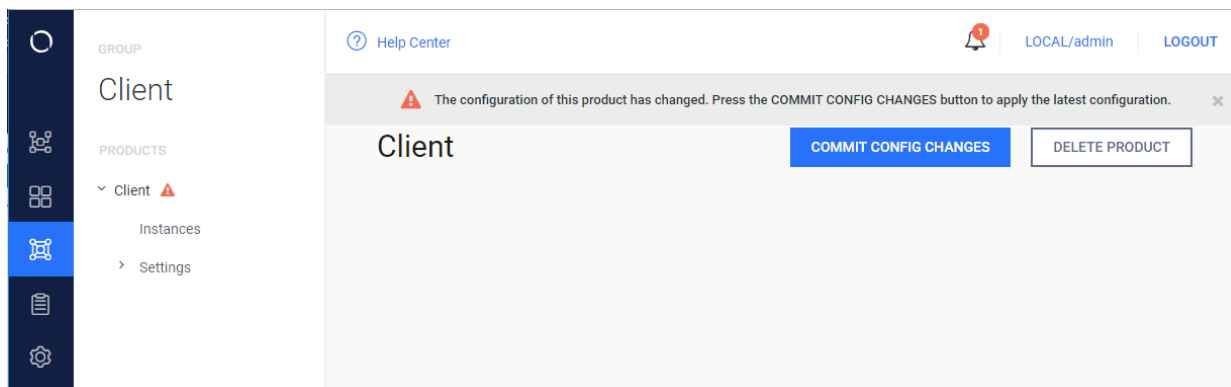 GROUP
Client
PRODUCTS
Client
Instances
Settings
? Help Center
1
LOCAL/admin
LOGOUT
The configuration of this product has changed. Press the COMMIT CONFIG CHANGES button to apply the latest configuration.
Client
COMMIT CONFIG CHANGES
DELETE PRODUCT